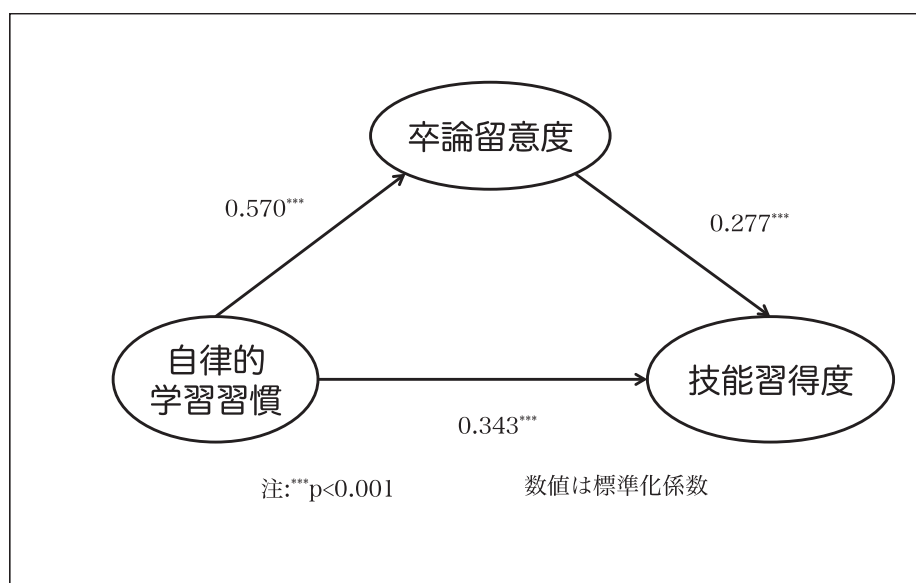 卒論留意度
0.570***
0.277***
自律的
学習習慣
技能習得度
0.343***
注:***p<0.001
数値は標準化係数